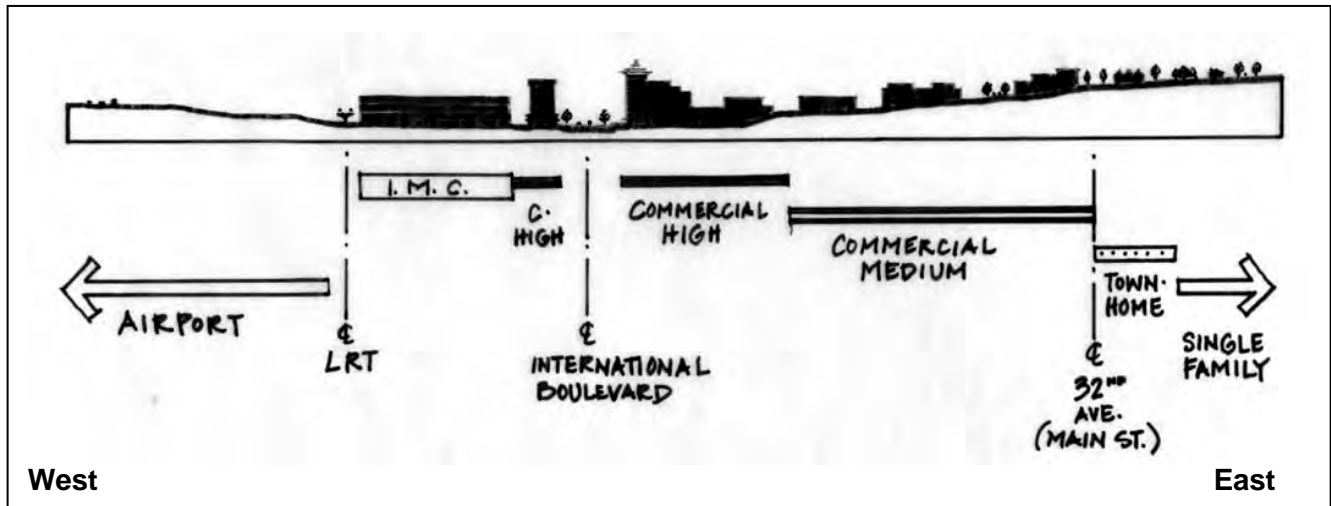 I. M. C.
C. HIGH
COMMERCIAL
HIGH
COMMERCIAL
MEDIUM
AIRPORT
℄
LRT
℄
INTERNATIONAL
BOULEVARD
TOWN-
HOME
℄
32ND
AVE.
(MAIN ST.)
SINGLE
FAMILY
West
East